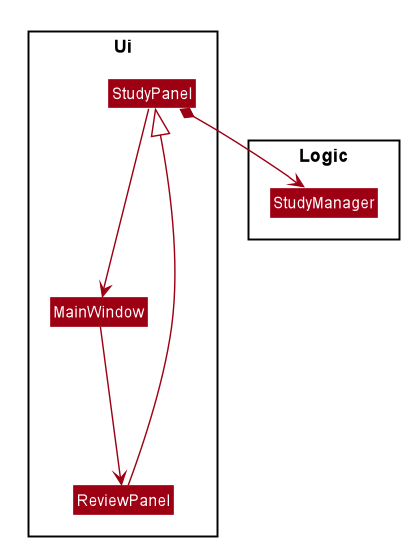 Ui
StudyPanel
Logic
StudyManager
MainWindow
ReviewPanel